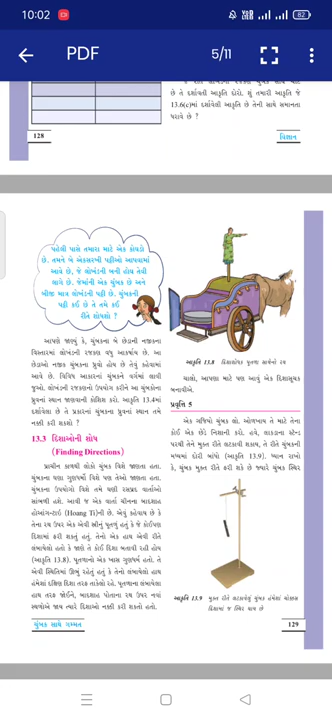 10:02
82
PDF
5/11
છે તે દર્શાવતી આકૃતિ દોરો. શું તમારી આકૃતિ જે
13.6(c)માં દર્શાવેલી આકૃતિ છે તેની સાથે સમાનતા
ધરાવે છે ?
128
વિજ્ઞાન
પહેલી પાસે તમારા માટે એક કોયડો
છે. તમને બે એકસરખી પટ્ટીઓ આપવામાં
આવે છે, જે લોખંડની બની હોય તેવી
લાગે છે. જેમાંની એક ચુંબક છે અને
બીજી માત્ર લોખંડની પટ્ટી છે. ચુંબકની
પટ્ટી કઈ છે તે તમે કઈ
રીતે શોધશો ?
આપણે જાણ્યું કે, ચુંબકના બે છેડાની નજીકના
વિસ્તારમાં લોખંડની રજકણ વધુ આકર્ષાય છે. આ
છેડાઓ નજીક ચુંબકના ધ્રુવો હોય છે તેવું કહેવામાં
આવે છે. વિવિધ આકારનાં ચુંબકને વર્ગમાં લાવી
જુઓ. લોખંડની રજકણોનો ઉપયોગ કરીને આ ચુંબકોના
ધ્રુવનાં સ્થાન જાણવાની કોશિશ કરો. આકૃતિ 13.4માં
દર્શાવેલા છે તે પ્રકારનાં ચુંબકના ધ્રુવનાં સ્થાન તમે
નક્કી કરી શકશો ?
13.3 દિશાઓની શોધ
(Finding Directions)
પ્રાચીન કાળથી લોકો ચુંબક વિશે જાણતા હતા.
ચુંબકના ઘણા ગુણધર્મો વિશે પણ તેઓ જાણતા હતા.
ચુંબકના ઉપયોગો વિશે તમે ઘણી રસપ્રદ વાર્તાઓ
સાંભળી હશે. આવી જ એક વાર્તા ચીનના બાદશાહ
હોઆંગ-ટાઈ (Hoang Ti)ની છે. એવું કહેવાય છે કે
તેના રથ ઉપર એક એવી સ્ત્રીનું પૂતળું હતું કે જે કોઈપણ
દિશામાં ફરી શકતું હતું. તેનો એક હાથ એવી રીતે
લંબાયેલો હતો કે જાણે તે કોઈ દિશા બતાવી રહી હોય
(આકૃતિ 13.8). પૂતળાનો એક ખાસ ગુણધર્મ હતો. તે
એવી સ્થિતિમાં ઊભું રહેતું હતું કે તેનો લંબાયેલો હાથ
હંમેશાં દક્ષિણ દિશા તરફ તાકેલો રહે. પૂતળાના લંબાયેલા
હાથ તરફ જોઈને, બાદશાહ પોતાના રથ ઉપર નવાં
સ્થળોએ જાય ત્યારે દિશાઓ નક્કી કરી શકતો હતો.
ચુંબક સાથે ગમ્મત
આકૃતિ 13.8 દિશાશોધક પૂતળા સાથેનો રથ
ચાલો, આપણા માટે પણ આવું એક દિશાસૂચક
બનાવીએ.
પ્રવૃત્તિ 5
એક ગજિયો ચુંબક લો. ઓળખાય તે માટે તેના
કોઈ એક છેડે નિશાની કરો. હવે, લાકડાના સ્ટૅન્ડ
પરથી તેને મુક્ત રીતે લટકાવી શકાય, તે રીતે ચુંબકની
મધ્યમાં દોરી બાંધો (આકૃતિ 13.9). ધ્યાન રાખો
કે, ચુંબક મુક્ત રીતે ફરી શકે છે જ્યારે ચુંબક સ્થિર
આકૃતિ 13.9 મુક્ત રીતે લટકાવેલું ચુંબક હંમેશાં ચોક્કસ
દિશામાં જ સ્થિર થાય છે
129